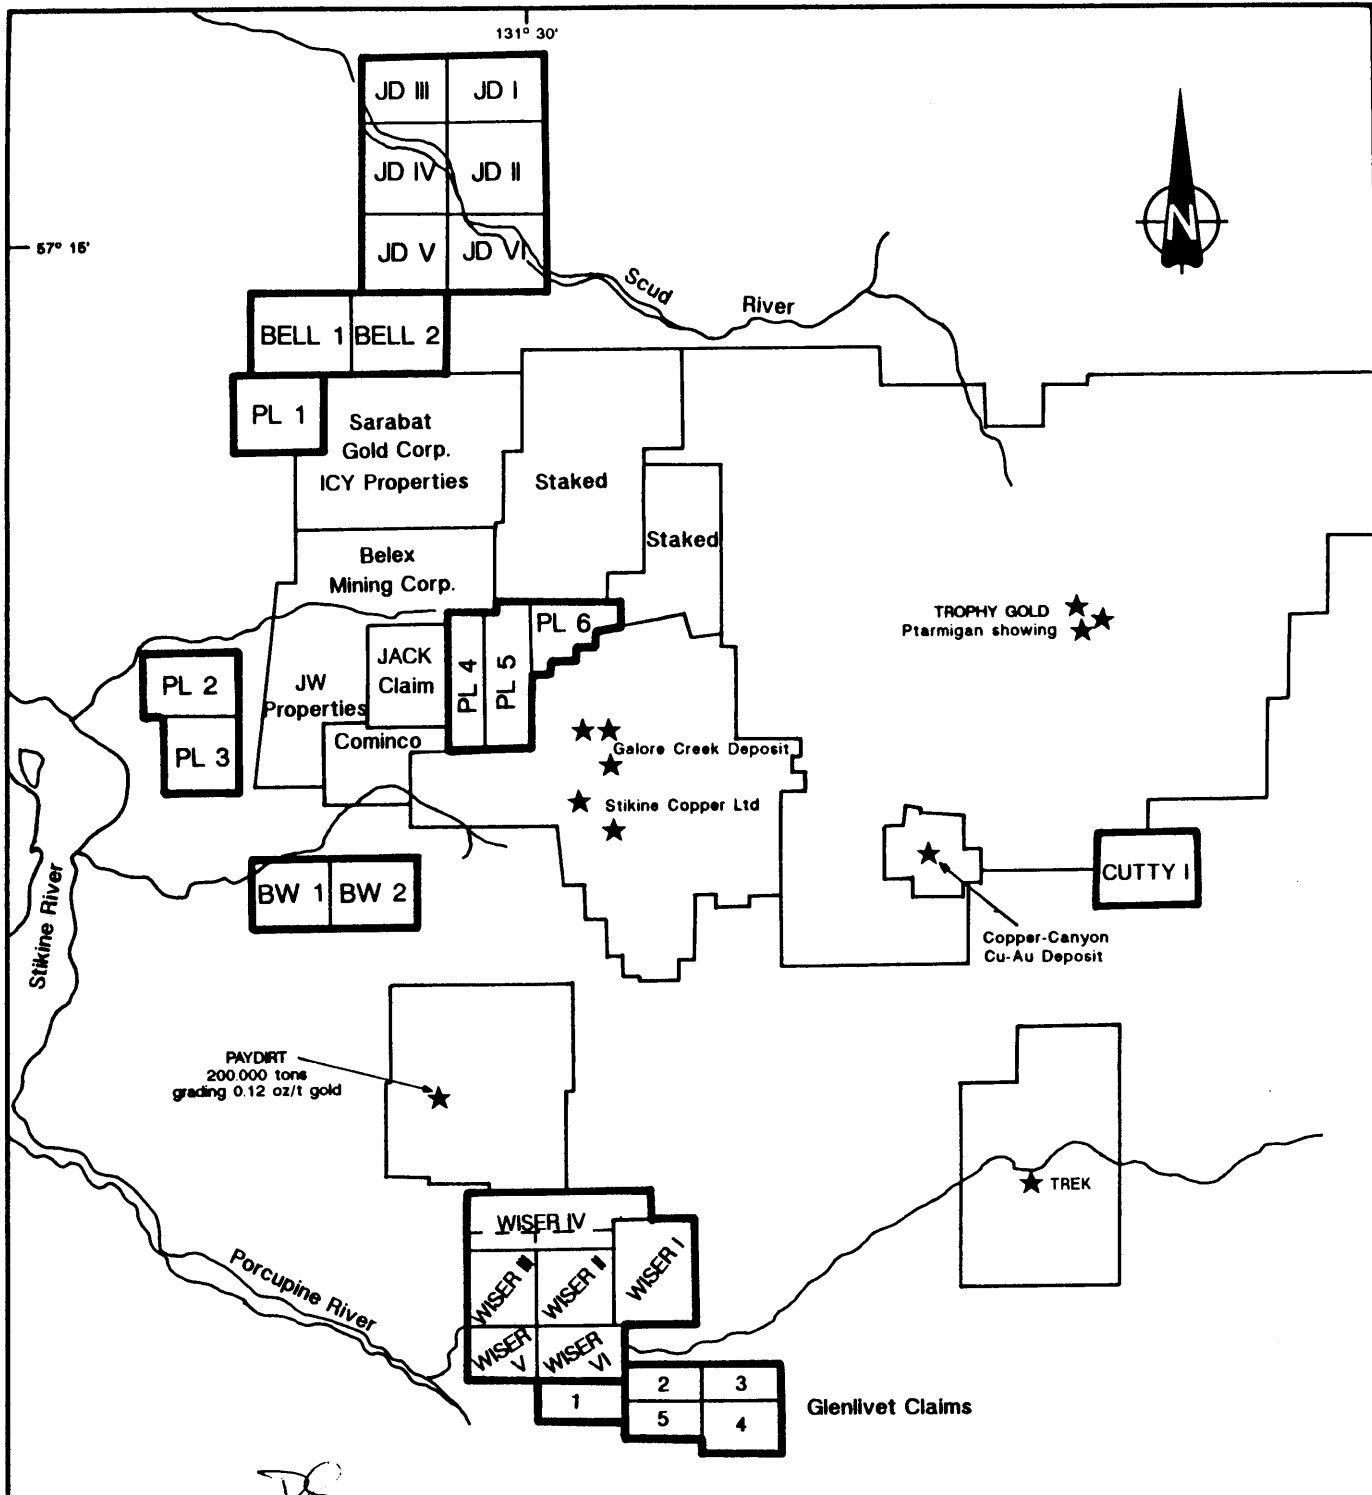 131° 30'
JD III
JD I
JD IV
JD II
57° 15'
JD V
JD VI
N
Scud
River
BELL 1
BELL 2
PL 1
Sarabat
Gold Corp.
ICY Properties
Staked
Staked
Belex
Mining Corp.
TROPHY GOLD
Ptarmigan showing
PL 6
PL 4
PL 5
JACK
Claim
PL 2
JW
Properties
PL 3
Cominco
Galore Creek Deposit
Stikine Copper Ltd
CUTTY I
BW 1
BW 2
Stikine River
Copper-Canyon
Cu-Au Deposit
PAYDIRT
200.000 tons
grading 0.12 oz/t gold
TREK
WISER IV
WISER III
WISER II
WISER I
Porcupine River
WISER
V
WISER
VI
1
2
3
5
4
Glenlivet Claims